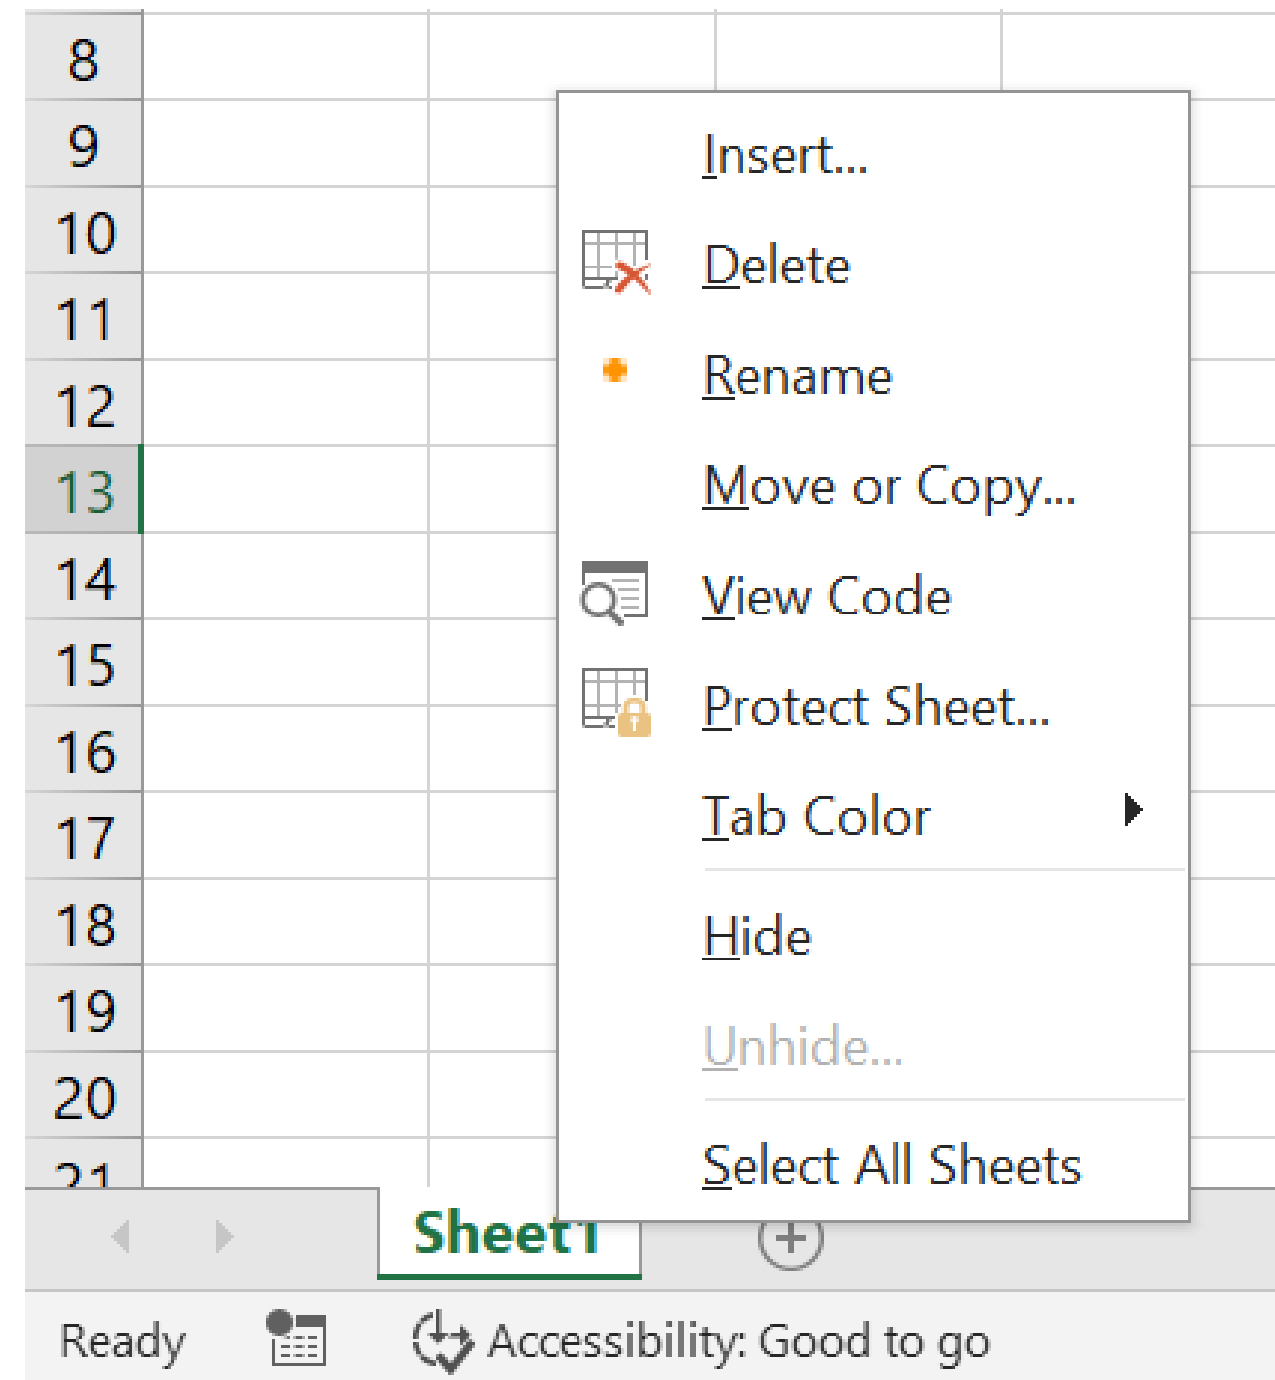 8
9
Insert...
10
Delete
11
12
Rename
13
Move or Copy...
14
View Code
15
16
Protect Sheet...
17
Tab Color
18
Hide
19
20
Unhide...
21
Select All Sheets
Sheet1
Ready Accessibility: Good to go